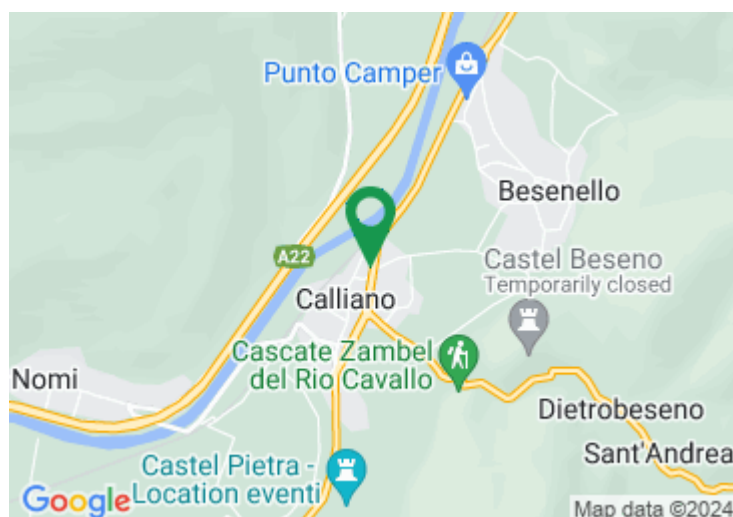 Punto Camper
Besenello
A22
Castel Beseno
Temporarily closed
Calliano
Cascate Zambel
del Rio Cavallo
Nomi
Dietrobeseno
Sant'Andrea
Castel Pietra -
Location eventi
Google
Map data ©2024